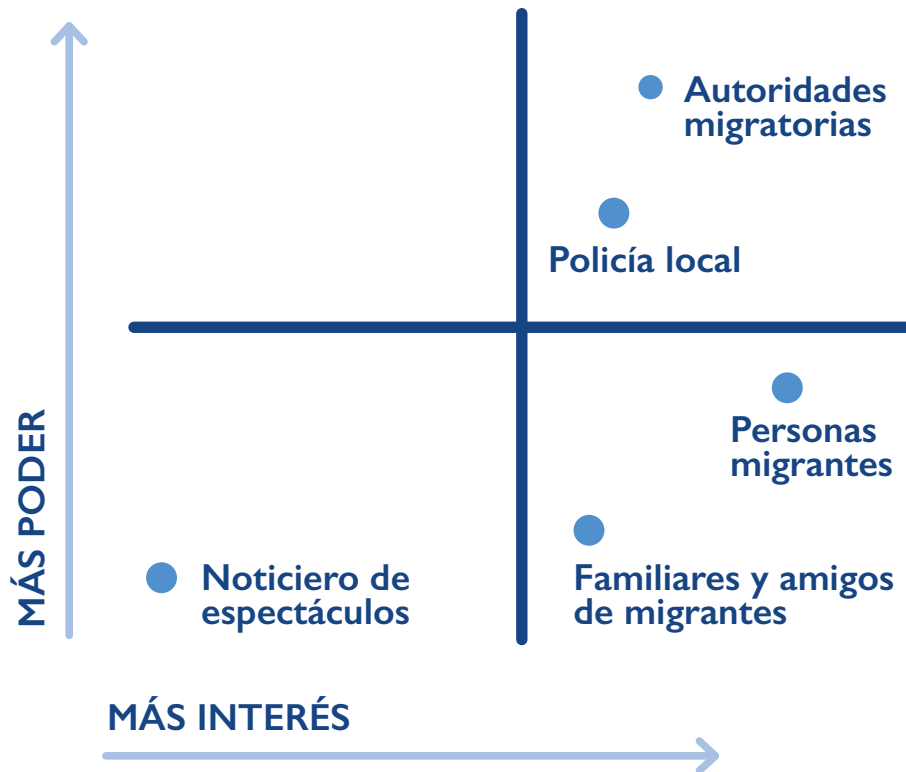 Autoridades
migratorias
Policía local
Personas
migrantes
Familiares y amigos
de migrantes
Noticiero de
espectáculos
MÁS PODER
MÁS INTERÉS